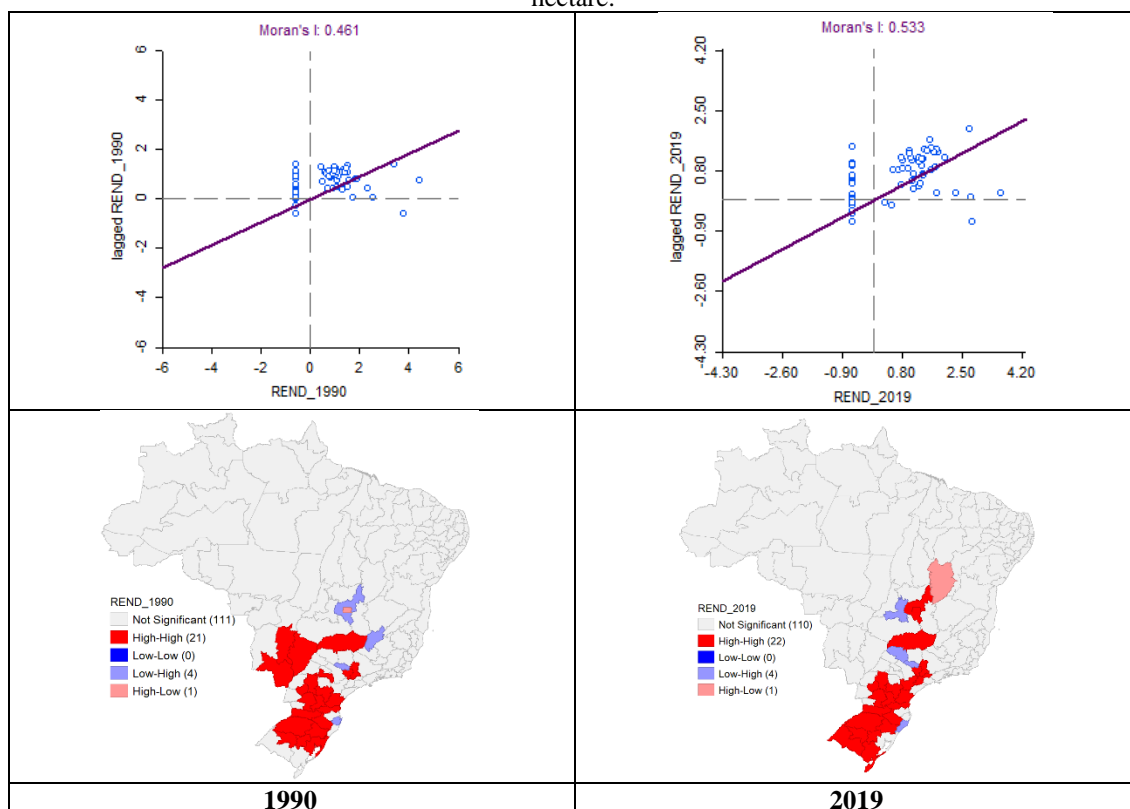 hectare.
Moran's I: 0.461
6
4
2
0
-2
-4
-6
lagged REND_1990
-6 -4 -2 0 2 4 6
REND_1990
Moran's I: 0.533
4.20
2.50
0.80
-0.90
-2.60
-4.30
lagged REND_2019
-4.30 -2.60 -0.90 0.80 2.50 4.20
REND_2019
REND_1990
Not Significant (111)
High-High (21)
Low-Low (0)
Low-High (4)
High-Low (1)
REND_2019
Not Significant (110)
High-High (22)
Low-Low (0)
Low-High (4)
High-Low (1)
1990
2019